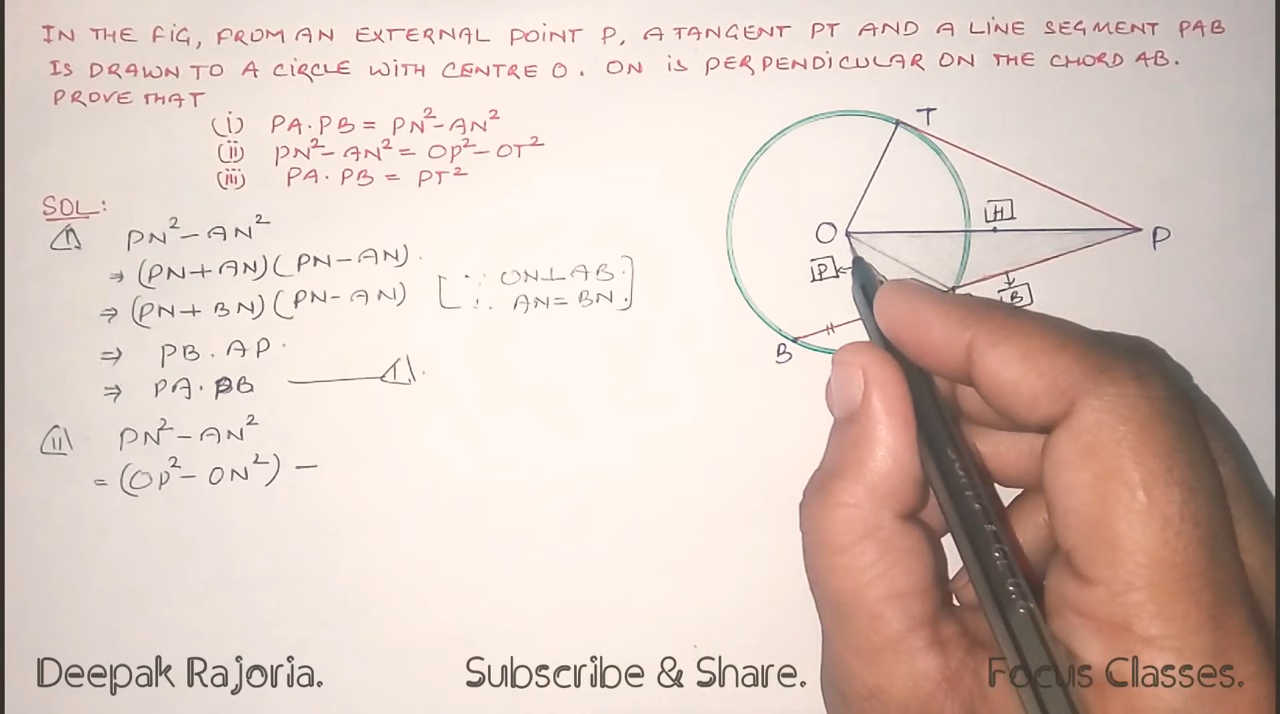 IN THE FIG, FROM AN EXTERNAL POINT P, A TANGENT PT AND A LINE SEGMENT PAB
IS DRAWN TO A CIRCLE WITH CENTRE O. ON IS PERPENDICULAR ON THE CHORD AB.
PROVE THAT
(i) PA·PB = PN²-AN²
(ii) PN²-AN² = OP²-OT²
(iii) PA·PB = PT²
SOL:
(I) PN²-AN²
⇒ (PN+AN)(PN-AN).
⇒ (PN+BN)(PN-AN) [∵ ON⊥AB. ∴ AN=BN.]
⇒ PB·AP.
⇒ PA·PB — (1).
(II) PN²-AN²
= (OP²-ON²) -
T
H
O
P
P
B
B
Deepak Rajoria.
Subscribe & Share.
Focus Classes.